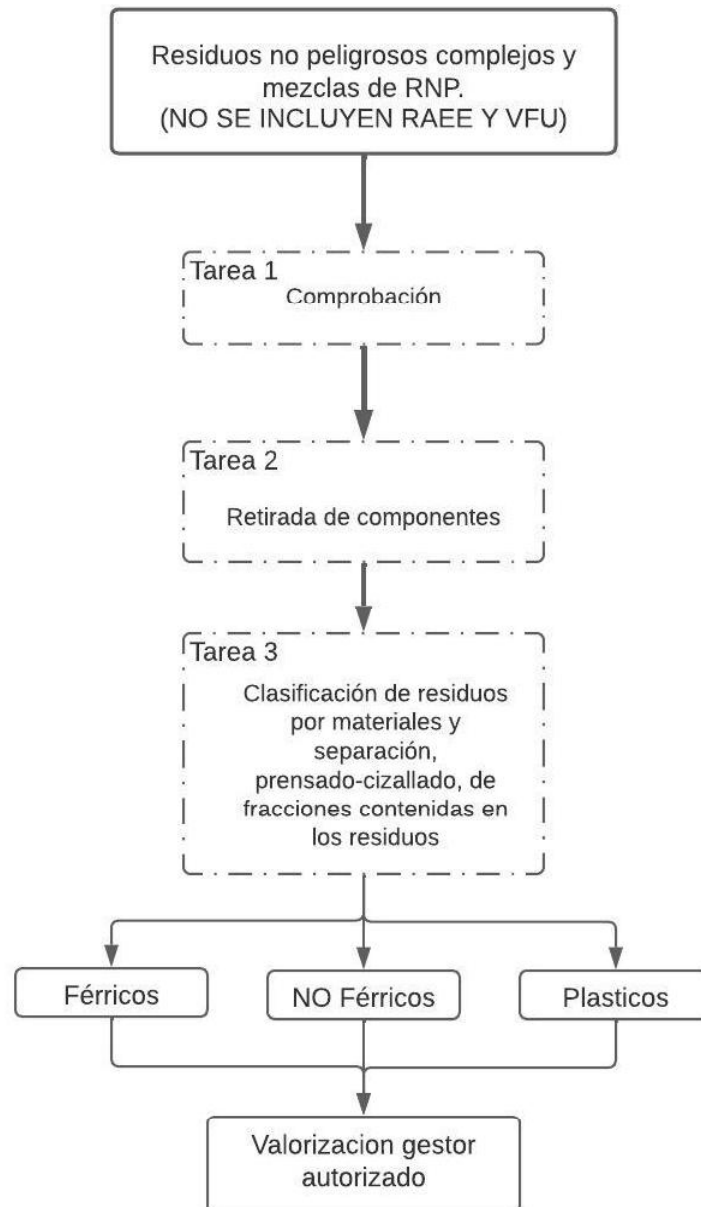 Residuos no peligrosos complejos y
mezclas de RNP.
(NO SE INCLUYEN RAEE Y VFU)
Tarea 1
Comprobación
Tarea 2
Retirada de componentes
Tarea 3
Clasificación de residuos
por materiales y
separación,
prensado-cizallado, de
fracciones contenidas en
los residuos
Férricos
NO Férricos
Plasticos
Valorizacion gestor
autorizado